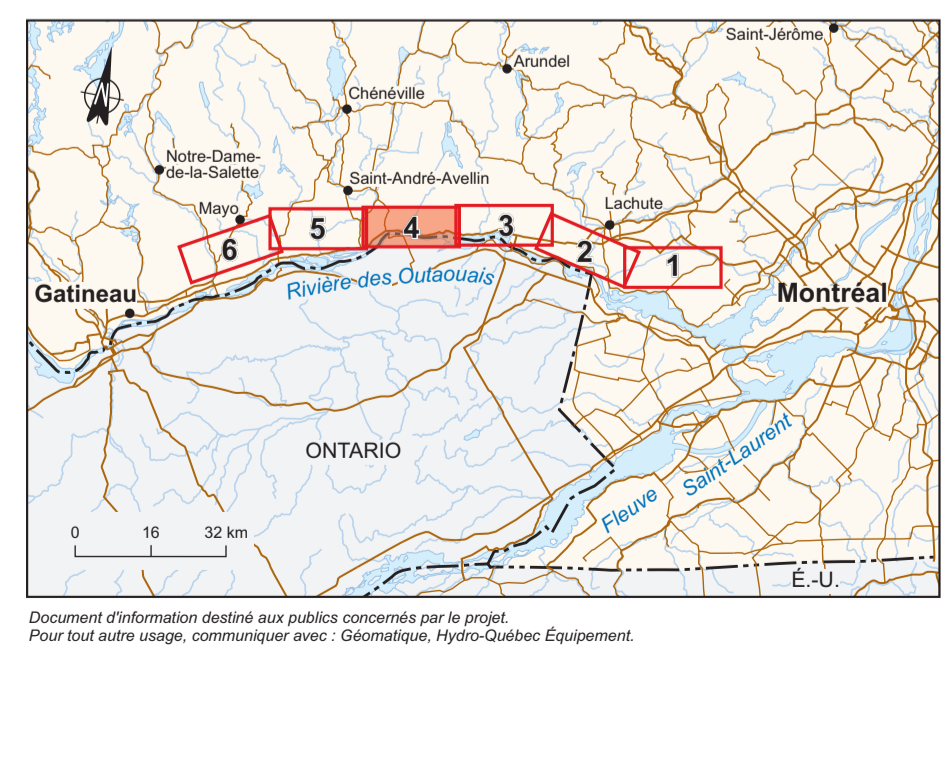 Saint-Jérôme
Arundel
Chénéville
Notre-Dame-
de-la-Salette
Saint-André-Avellin
Mayo
Lachute
6
5
4
3
2
1
Gatineau
Rivière des Outaouais
Montréal
ONTARIO
Fleuve Saint-Laurent
0 16 32 km
É.-U.
Document d'information destiné aux publics concernés par le projet.
Pour tout autre usage, communiquer avec : Géomatique, Hydro-Québec Équipement.